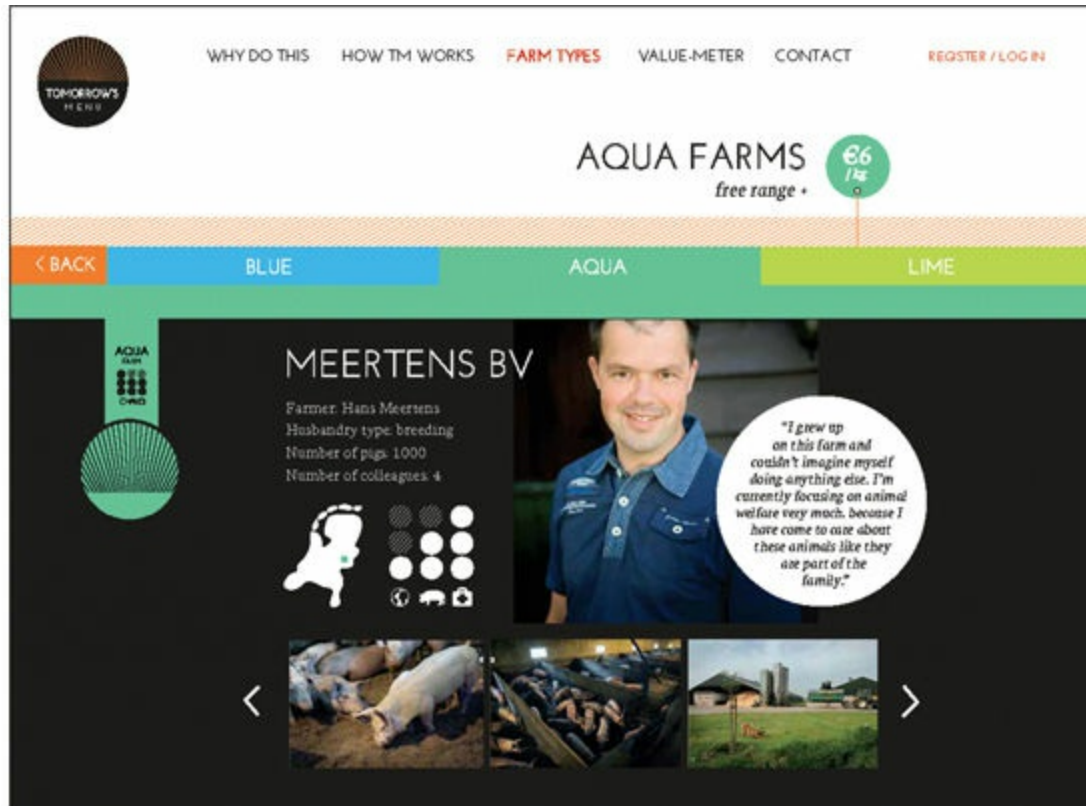 TOMORROW'S
MENU
WHY DO THIS
HOW TM WORKS
FARM TYPES
VALUE-METER
CONTACT
REGISTER / LOG IN
AQUA FARMS
free range +
€6
/ kg
< BACK
BLUE
AQUA
LIME
AQUA
FARM
MEERTENS BV
Farmer: Hans Meertens
Husbandry type: breeding
Number of pigs: 1000
Number of colleagues: 4
"I grew up
on this farm and
couldn't imagine myself
doing anything else. I'm
currently focusing on animal
welfare very much, because I
have come to care about
these animals like they
are part of the
family."